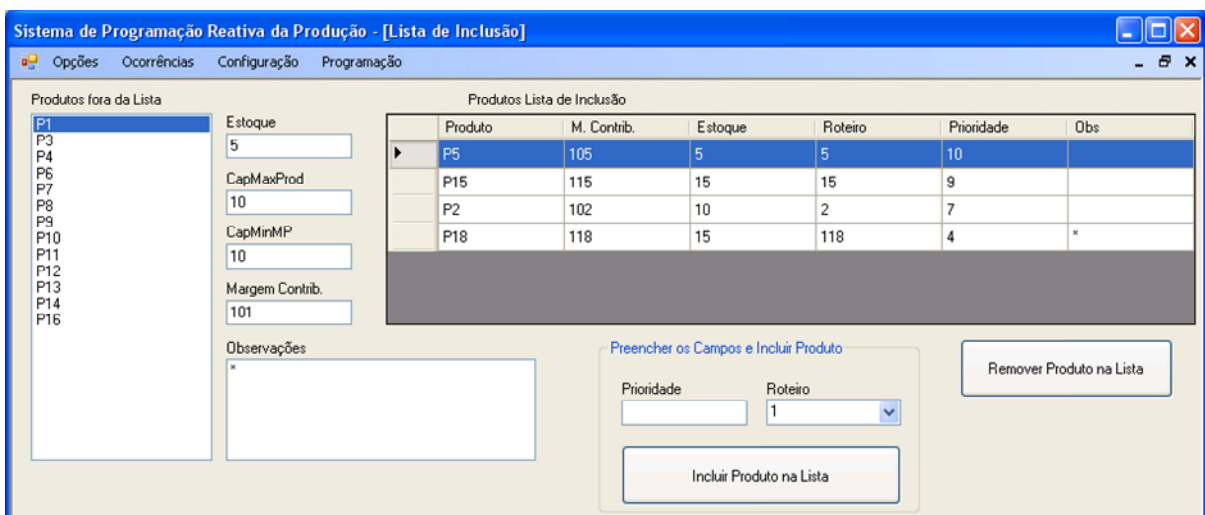 Sistema de Programação Reativa da Produção - [Lista de Inclusão]
Opções Ocorrências Configuração Programação
Produtos fora da Lista
P1
P3
P4
P6
P7
P8
P9
P10
P11
P12
P13
P14
P16
Estoque
5
CapMaxProd
10
CapMinMP
10
Margem Contrib.
101
Observações
*
Produtos Lista de Inclusão
Produto M. Contrib. Estoque Roteiro Prioridade Obs
P5 105 5 5 10
P15 115 15 15 9
P2 102 10 2 7
P18 118 15 118 4 *
Preencher os Campos e Incluir Produto
Prioridade Roteiro
1
Incluir Produto na Lista
Remover Produto na Lista